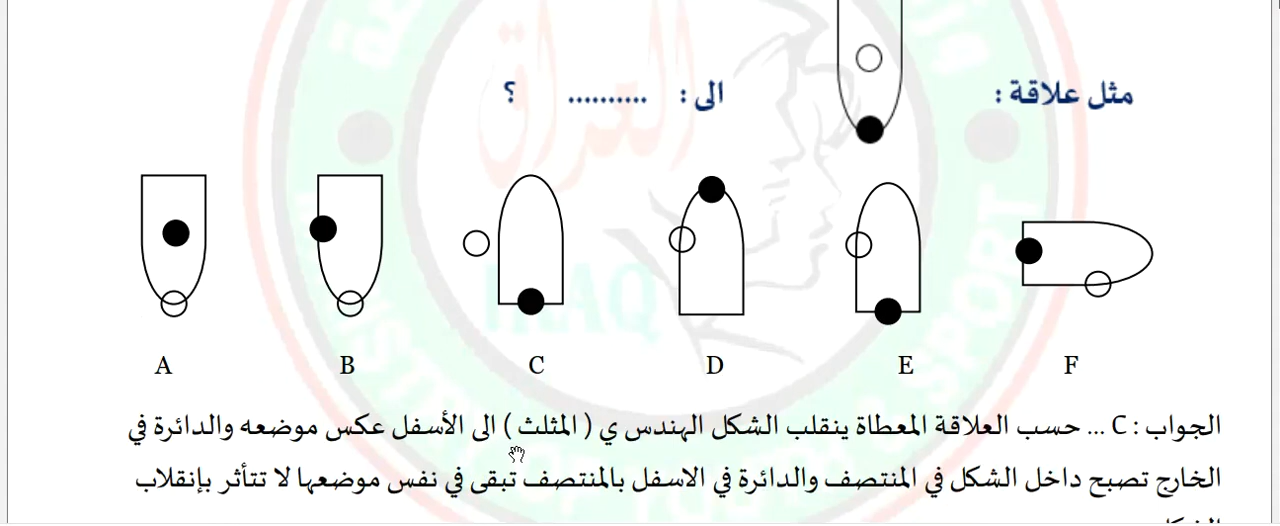 مثل علاقة :
الى : .......... ؟
A B C D E F
الجواب : C ... حسب العلاقة المعطاة ينقلب الشكل الهندس ي ( المثلث ) الى الأسفل عكس موضعه والدائرة في
الخارج تصبح داخل الشكل في المنتصف والدائرة في الاسفل بالمنتصف تبقى في نفس موضعها لا تتأثر بإنقلاب